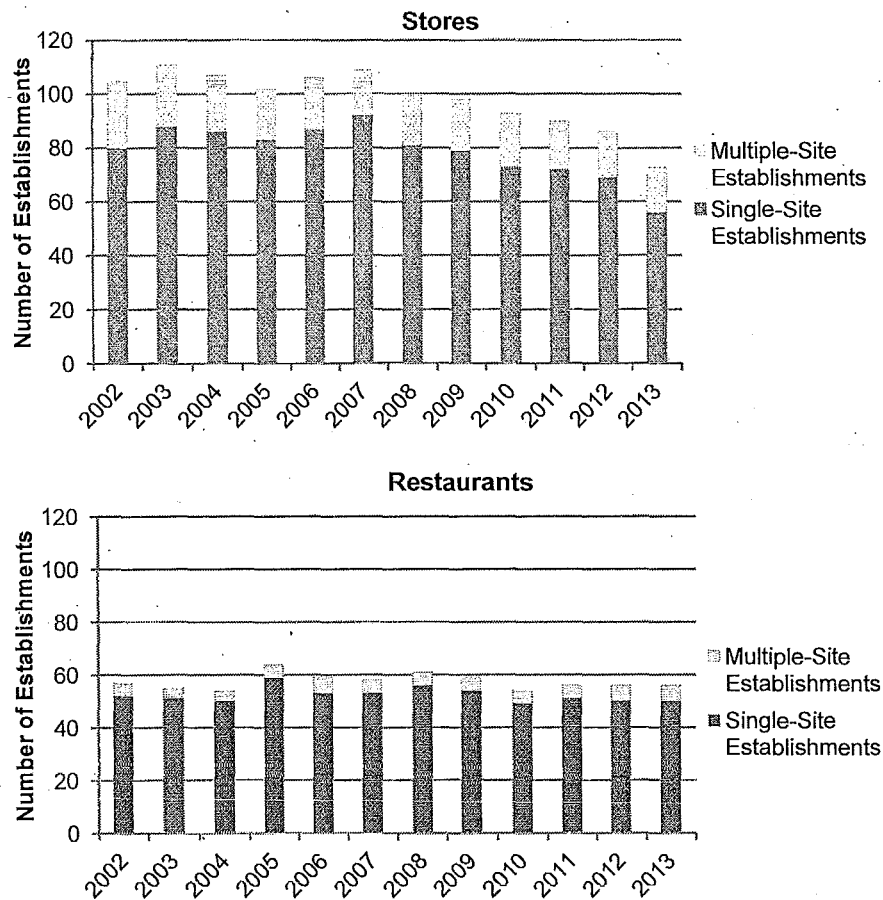 Stores
120
100
80
60
40
20
0
Number of Establishments
2002 2003 2004 2005 2006 2007 2008 2009 2010 2011 2012 2013
Multiple-Site
Establishments
Single-Site
Establishments
Restaurants
120
100
80
60
40
20
0
Number of Establishments
2002 2003 2004 2005 2006 2007 2008 2009 2010 2011 2012 2013
Multiple-Site
Establishments
Single-Site
Establishments